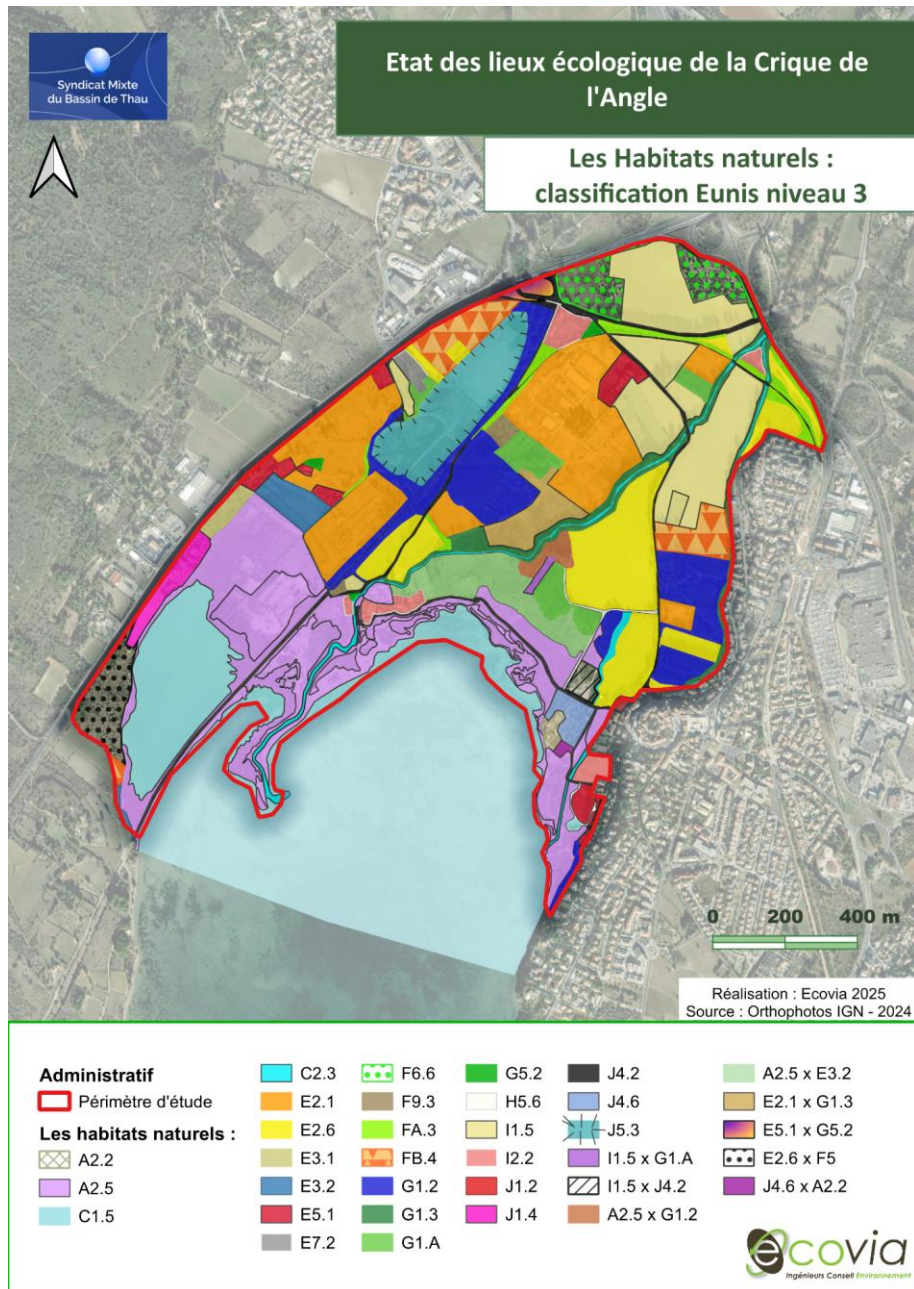 Syndicat Mixte
du Bassin de Thau
Etat des lieux écologique de la Crique de
l'Angle
Les Habitats naturels :
classification Eunis niveau 3
0 200 400 m
Réalisation : Ecovia 2025
Source : Orthophotos IGN - 2024
Administratif
Périmètre d'étude
Les habitats naturels :
A2.2
A2.5
C1.5
C2.3
E2.1
E2.6
E3.1
E3.2
E5.1
E7.2
F6.6
F9.3
FA.3
FB.4
G1.2
G1.3
G1.A
G5.2
H5.6
I1.5
I2.2
J1.2
J1.4
J4.2
J4.6
J5.3
I1.5 x G1.A
I1.5 x J4.2
A2.5 x G1.2
A2.5 x E3.2
E2.1 x G1.3
E5.1 x G5.2
E2.6 x F5
J4.6 x A2.2
ecovia
Ingénieurs Conseil Environnement